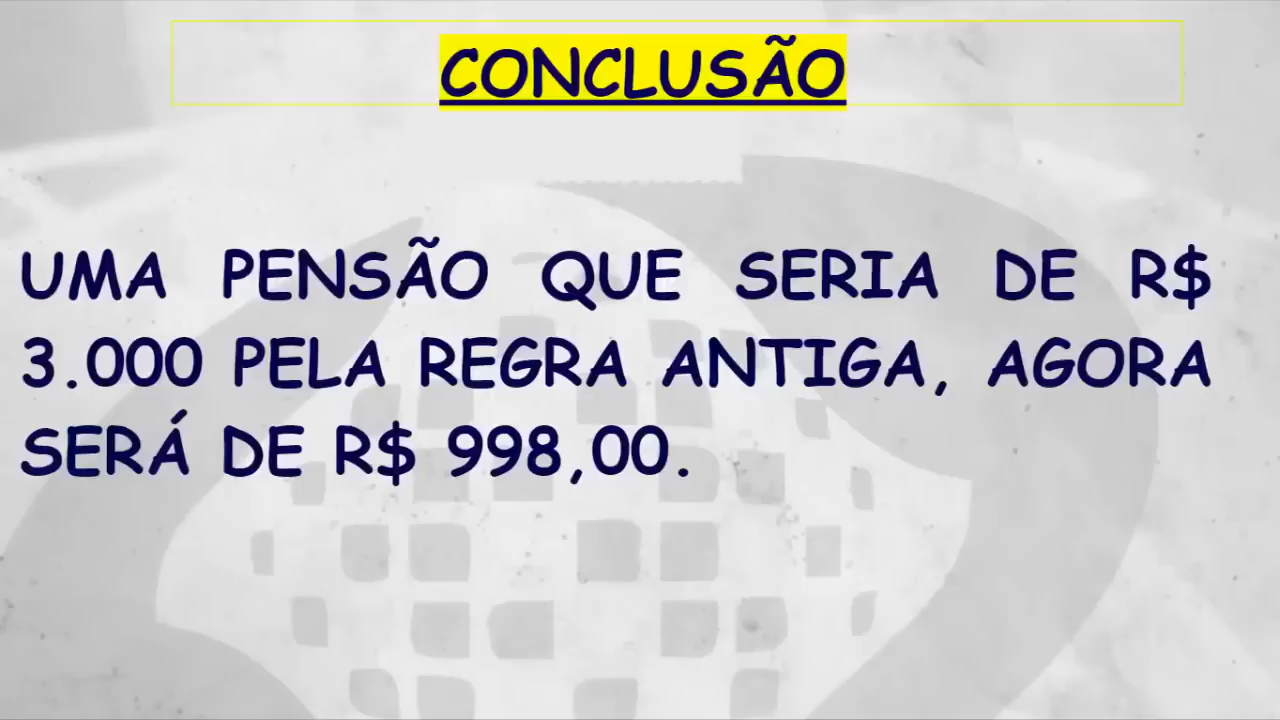 CONCLUSÃO
UMA PENSÃO QUE SERIA DE R$
3.000 PELA REGRA ANTIGA, AGORA
SERÁ DE R$ 998,00.